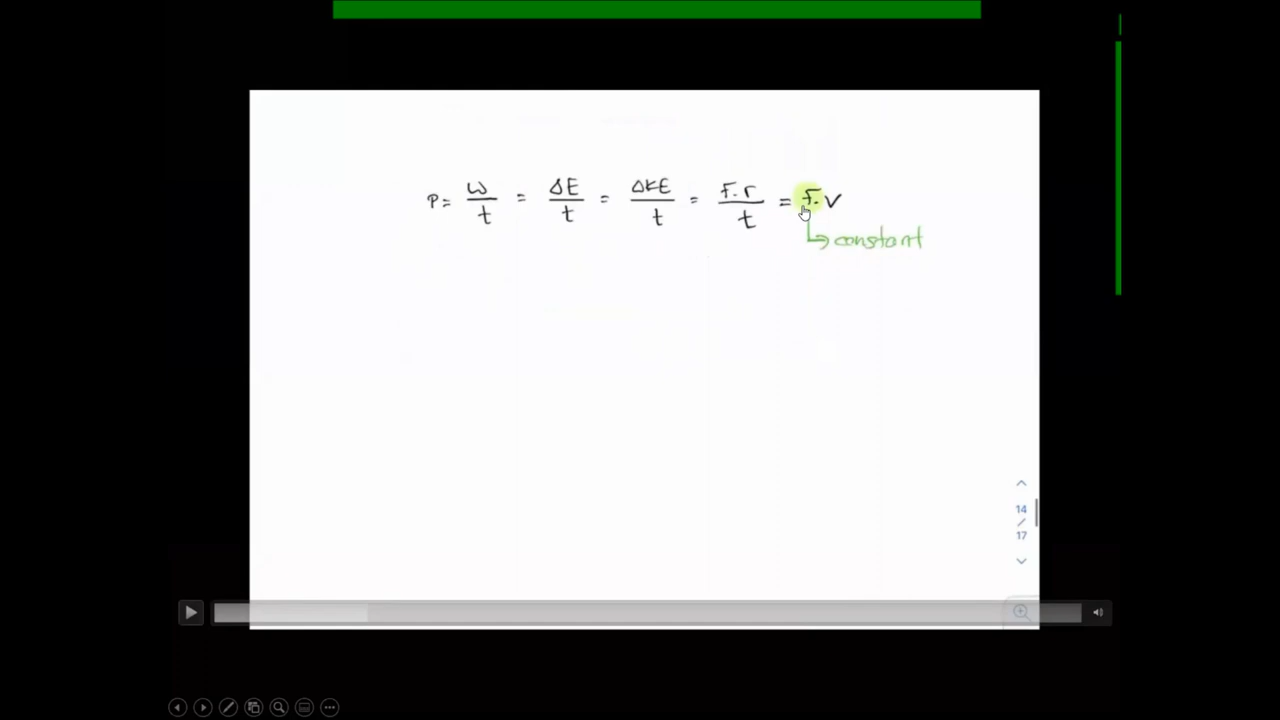 P = W/t = ΔE/t = ΔKE/t = F.r/t = F.v
↳ constant
14
/
17